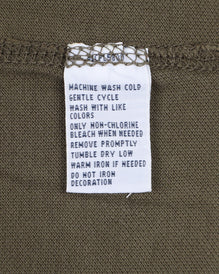 MACHINE WASH COLD
GENTLE CYCLE
WASH WITH LIKE
COLORS
ONLY NON-CHLORINE
BLEACH WHEN NEEDED
REMOVE PROMPTLY
TUMBLE DRY LOW
WARM IRON IF NEEDED
DO NOT IRON
DECORATION